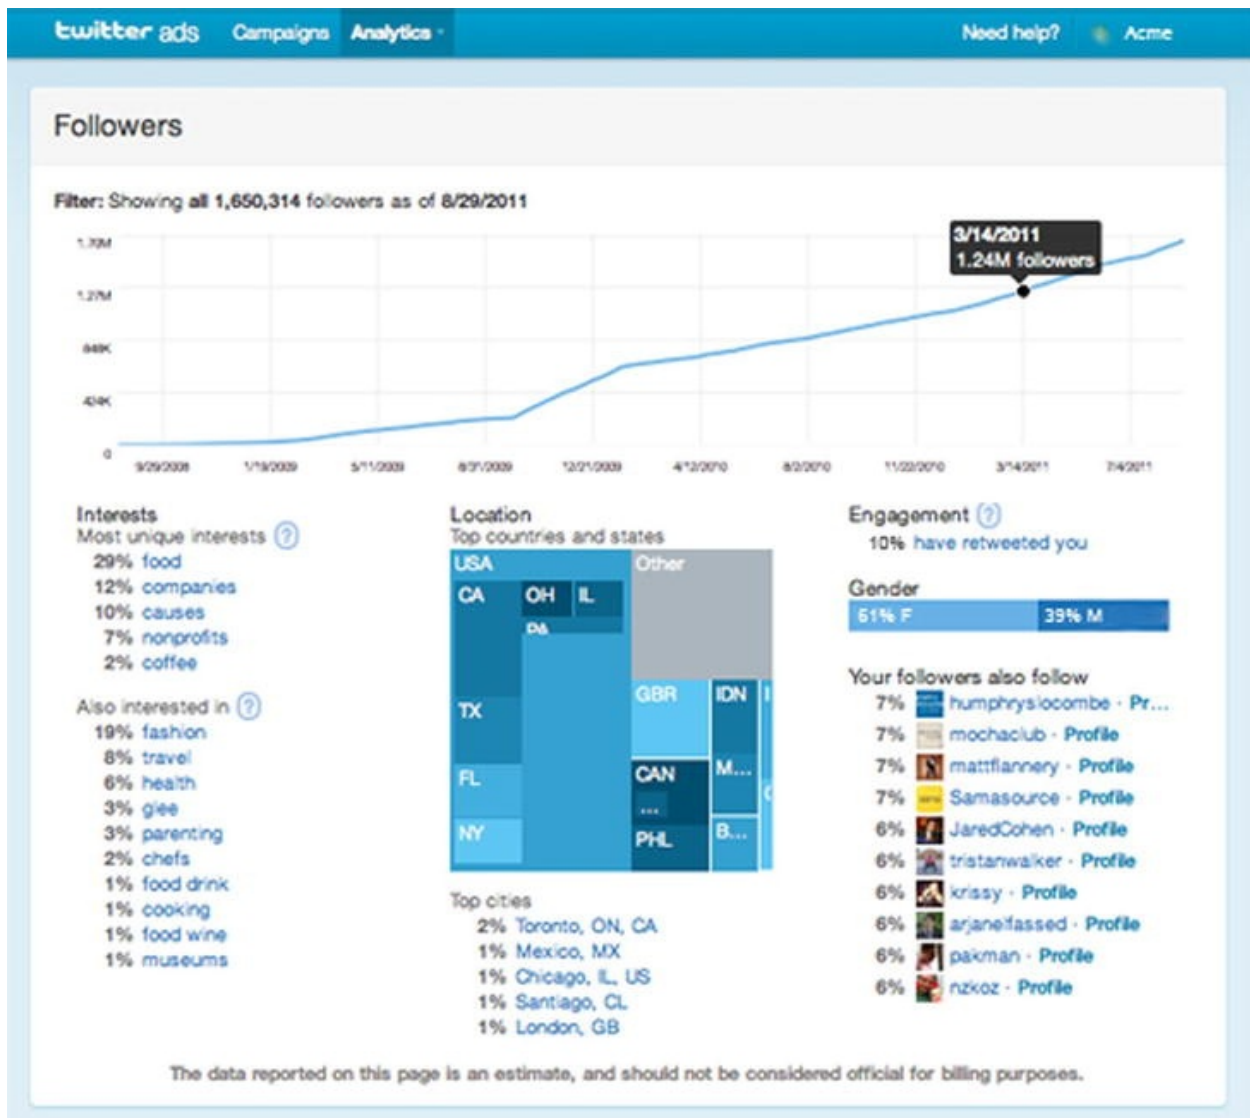 twitter ads Campaigns Analytics Need help? Acme
Followers
Filter: Showing all 1,650,314 followers as of 8/29/2011
3/14/2011
1.24M followers
1.70M
1.27M
848K
424K
0
9/29/2008 1/19/2009 5/11/2009 8/31/2009 12/21/2009 4/12/2010 8/2/2010 11/22/2010 3/14/2011 7/4/2011
Interests
Most unique interests ?
29% food
12% companies
10% causes
7% nonprofits
2% coffee
Also interested in ?
19% fashion
8% travel
6% health
3% glee
3% parenting
2% chefs
1% food drink
1% cooking
1% food wine
1% museums
Location
Top countries and states
USA Other
CA OH IL
PA
TX GBR IDN
FL CAN M...
...
NY PHL B...
Top cities
2% Toronto, ON, CA
1% Mexico, MX
1% Chicago, IL, US
1% Santiago, CL
1% London, GB
Engagement ?
10% have retweeted you
Gender
61% F 39% M
Your followers also follow
7% humphryslocombe · Pr...
7% mochaclub · Profile
7% mattflannery · Profile
7% Samasource · Profile
6% JaredCohen · Profile
6% tristanwalker · Profile
6% krissy · Profile
6% arjanelfassed · Profile
6% pakman · Profile
6% nzkoz · Profile
The data reported on this page is an estimate, and should not be considered official for billing purposes.